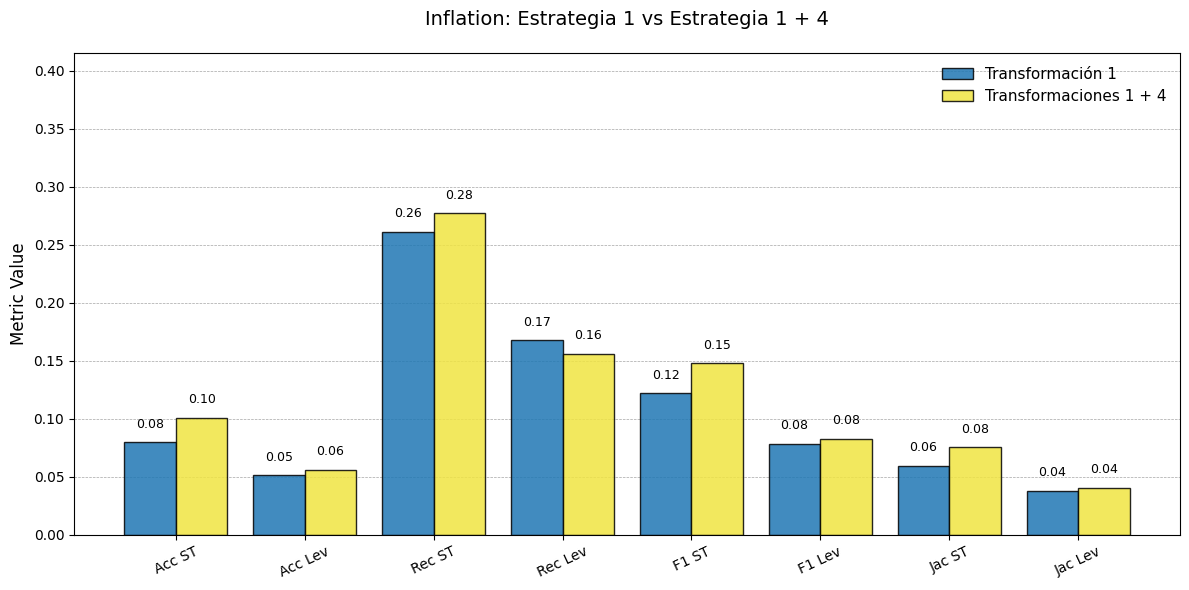 Inflation: Estrategia 1 vs Estrategia 1 + 4
Transformación 1
Transformaciones 1 + 4
Metric Value
0.40
0.35
0.30
0.25
0.20
0.15
0.10
0.05
0.00
0.08
0.10
0.05
0.06
0.26
0.28
0.17
0.16
0.12
0.15
0.08
0.08
0.06
0.08
0.04
0.04
Acc ST
Acc Lev
Rec ST
Rec Lev
F1 ST
F1 Lev
Jac ST
Jac Lev